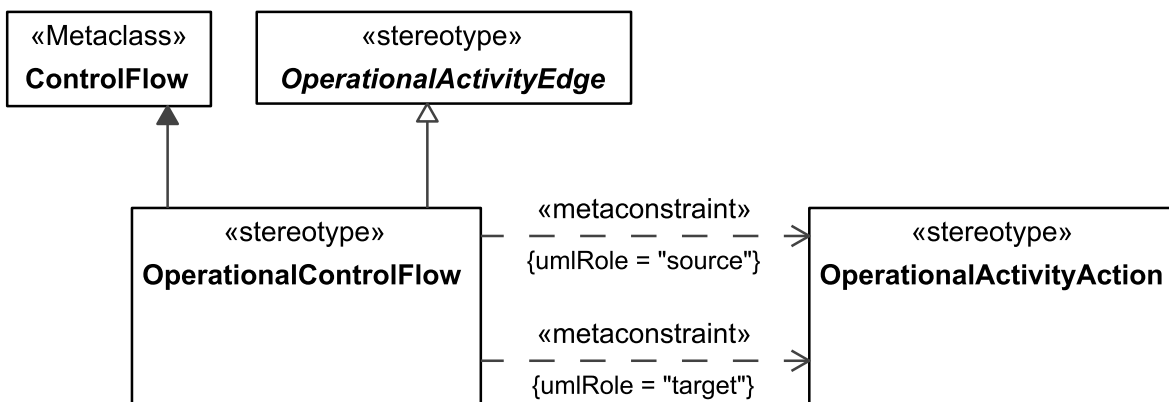 «Metaclass»
ControlFlow
«stereotype»
OperationalActivityEdge
«stereotype»
OperationalControlFlow
«metaconstraint»
{umlRole = "source"}
«metaconstraint»
{umlRole = "target"}
«stereotype»
OperationalActivityAction